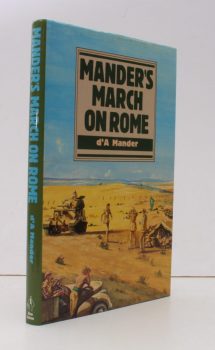 MANDER'S
MARCH
ON ROME
d'A Mander
MANDER'S MARCH ON ROME
d'A Mander